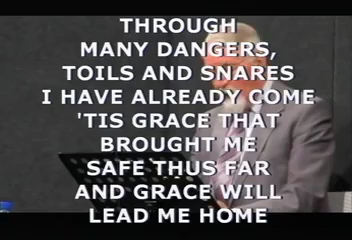 THROUGH
MANY DANGERS,
TOILS AND SNARES
I HAVE ALREADY COME
'TIS GRACE THAT
BROUGHT ME
SAFE THUS FAR
AND GRACE WILL
LEAD ME HOME